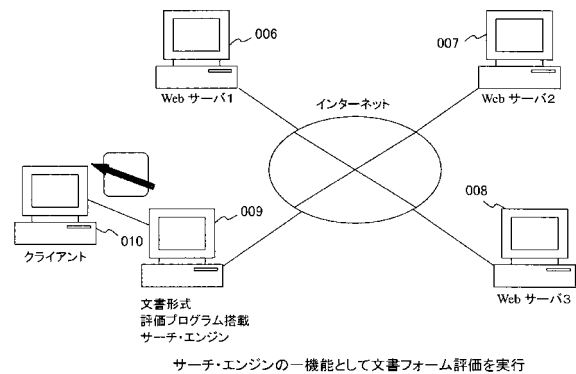 006
007
Web サーバ1
Web サーバ2
インターネット
008
009
010
クライアント
Web サーバ3
文書形式
評価プログラム搭載
サーチ・エンジン
サーチ・エンジンの一機能として文書フォーム評価を実行